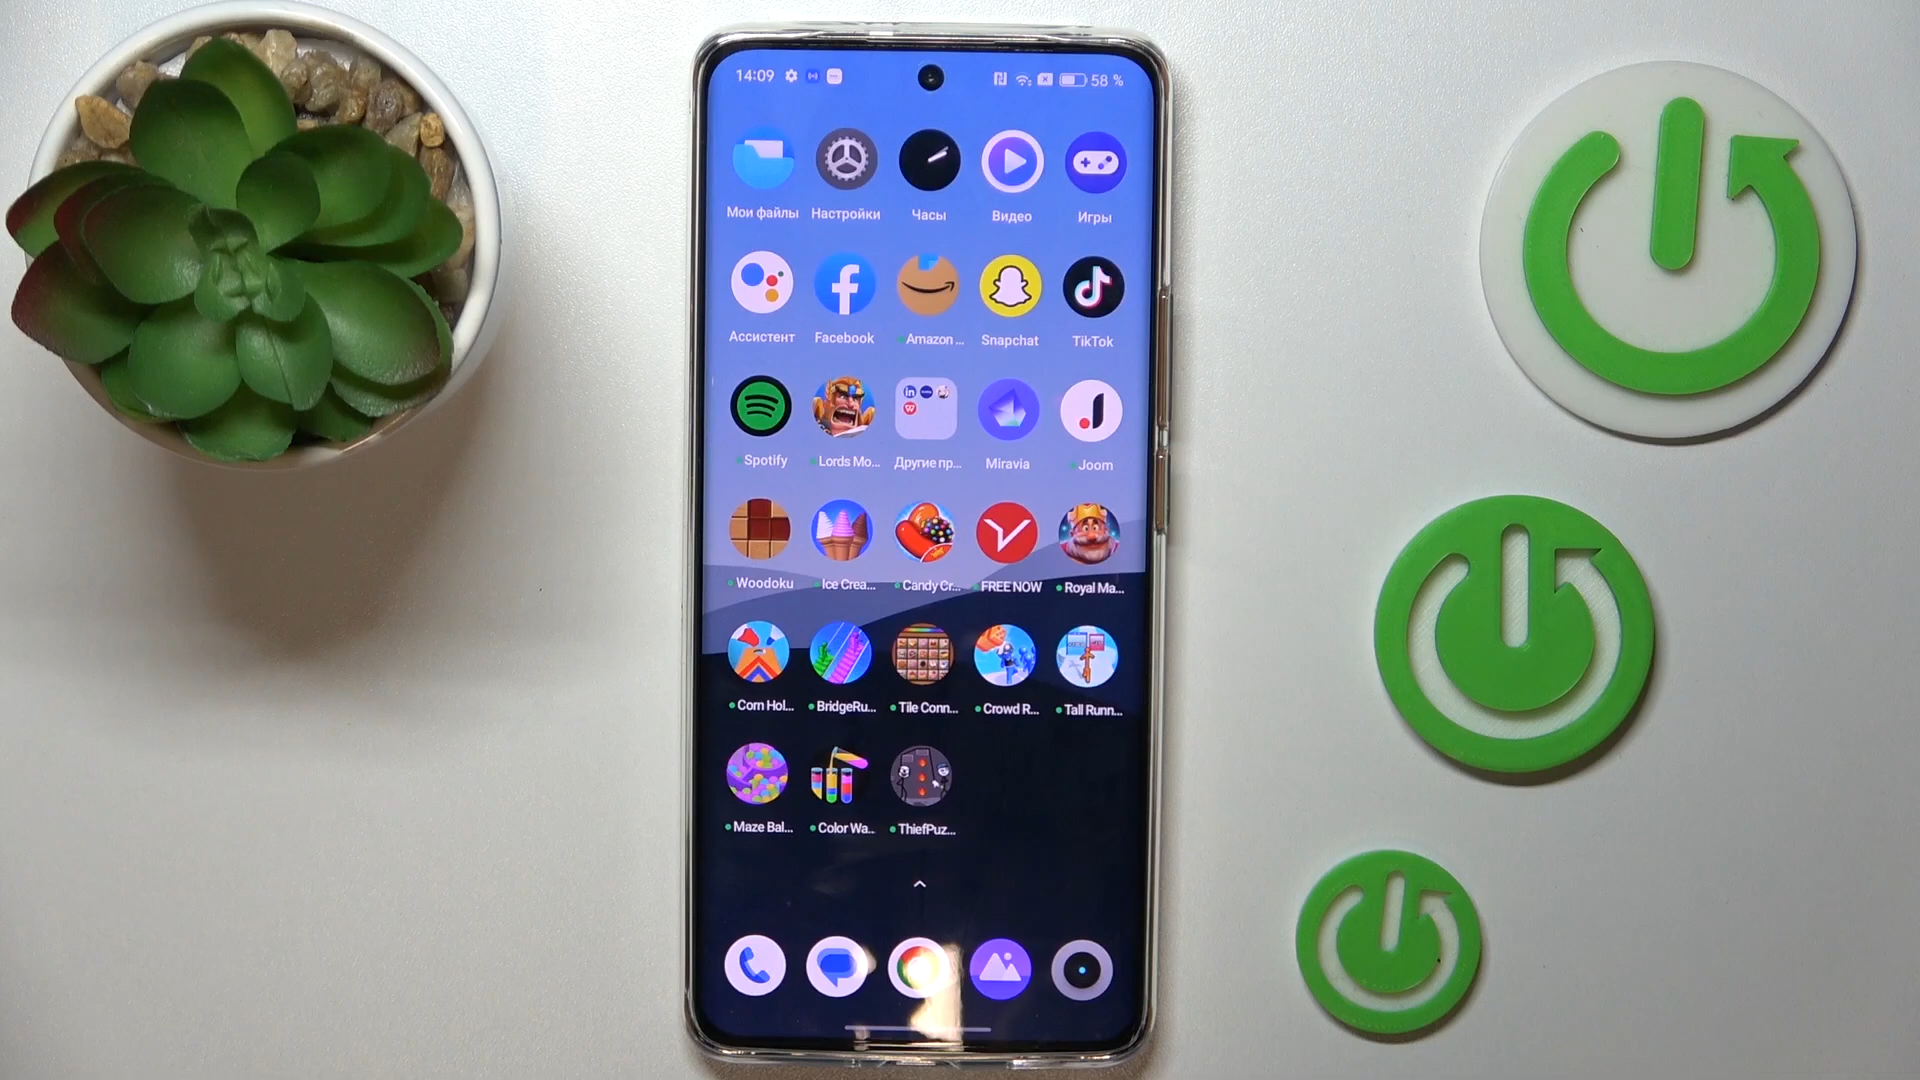 14:09 58 %
Мои файлы Настройки Часы Видео Игры
Ассистент Facebook Amazon ... Snapchat TikTok
Spotify Lords Mo... Другие пр... Miravia Joom
Woodoku Ice Crea... Candy Cr... FREE NOW Royal Ma...
Corn Hol... BridgeRu... Tile Conn... Crowd R... Tall Runn...
Maze Bal... Color Wa... ThiefPuz...